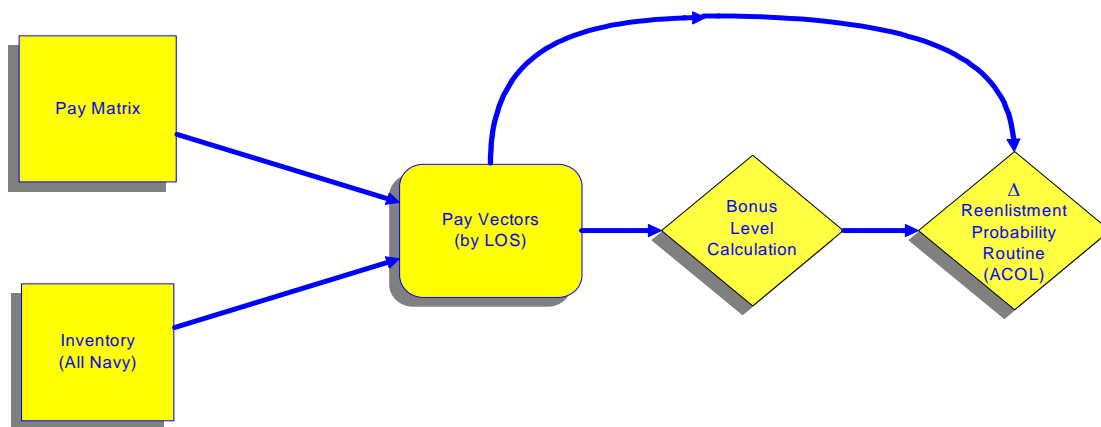 Pay Matrix
Inventory
(All Navy)
Pay Vectors
(by LOS)
Bonus
Level
Calculation
Δ
Reenlistment
Probability
Routine
(ACOL)